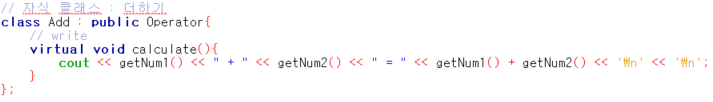 // 자식 클래스 : 더하기
class Add : public Operator{
    // write
    virtual void calculate(){
        cout << getNum1() << " + " << getNum2() << " = " << getNum1() + getNum2() << '₩n' << '₩n';
    }
};